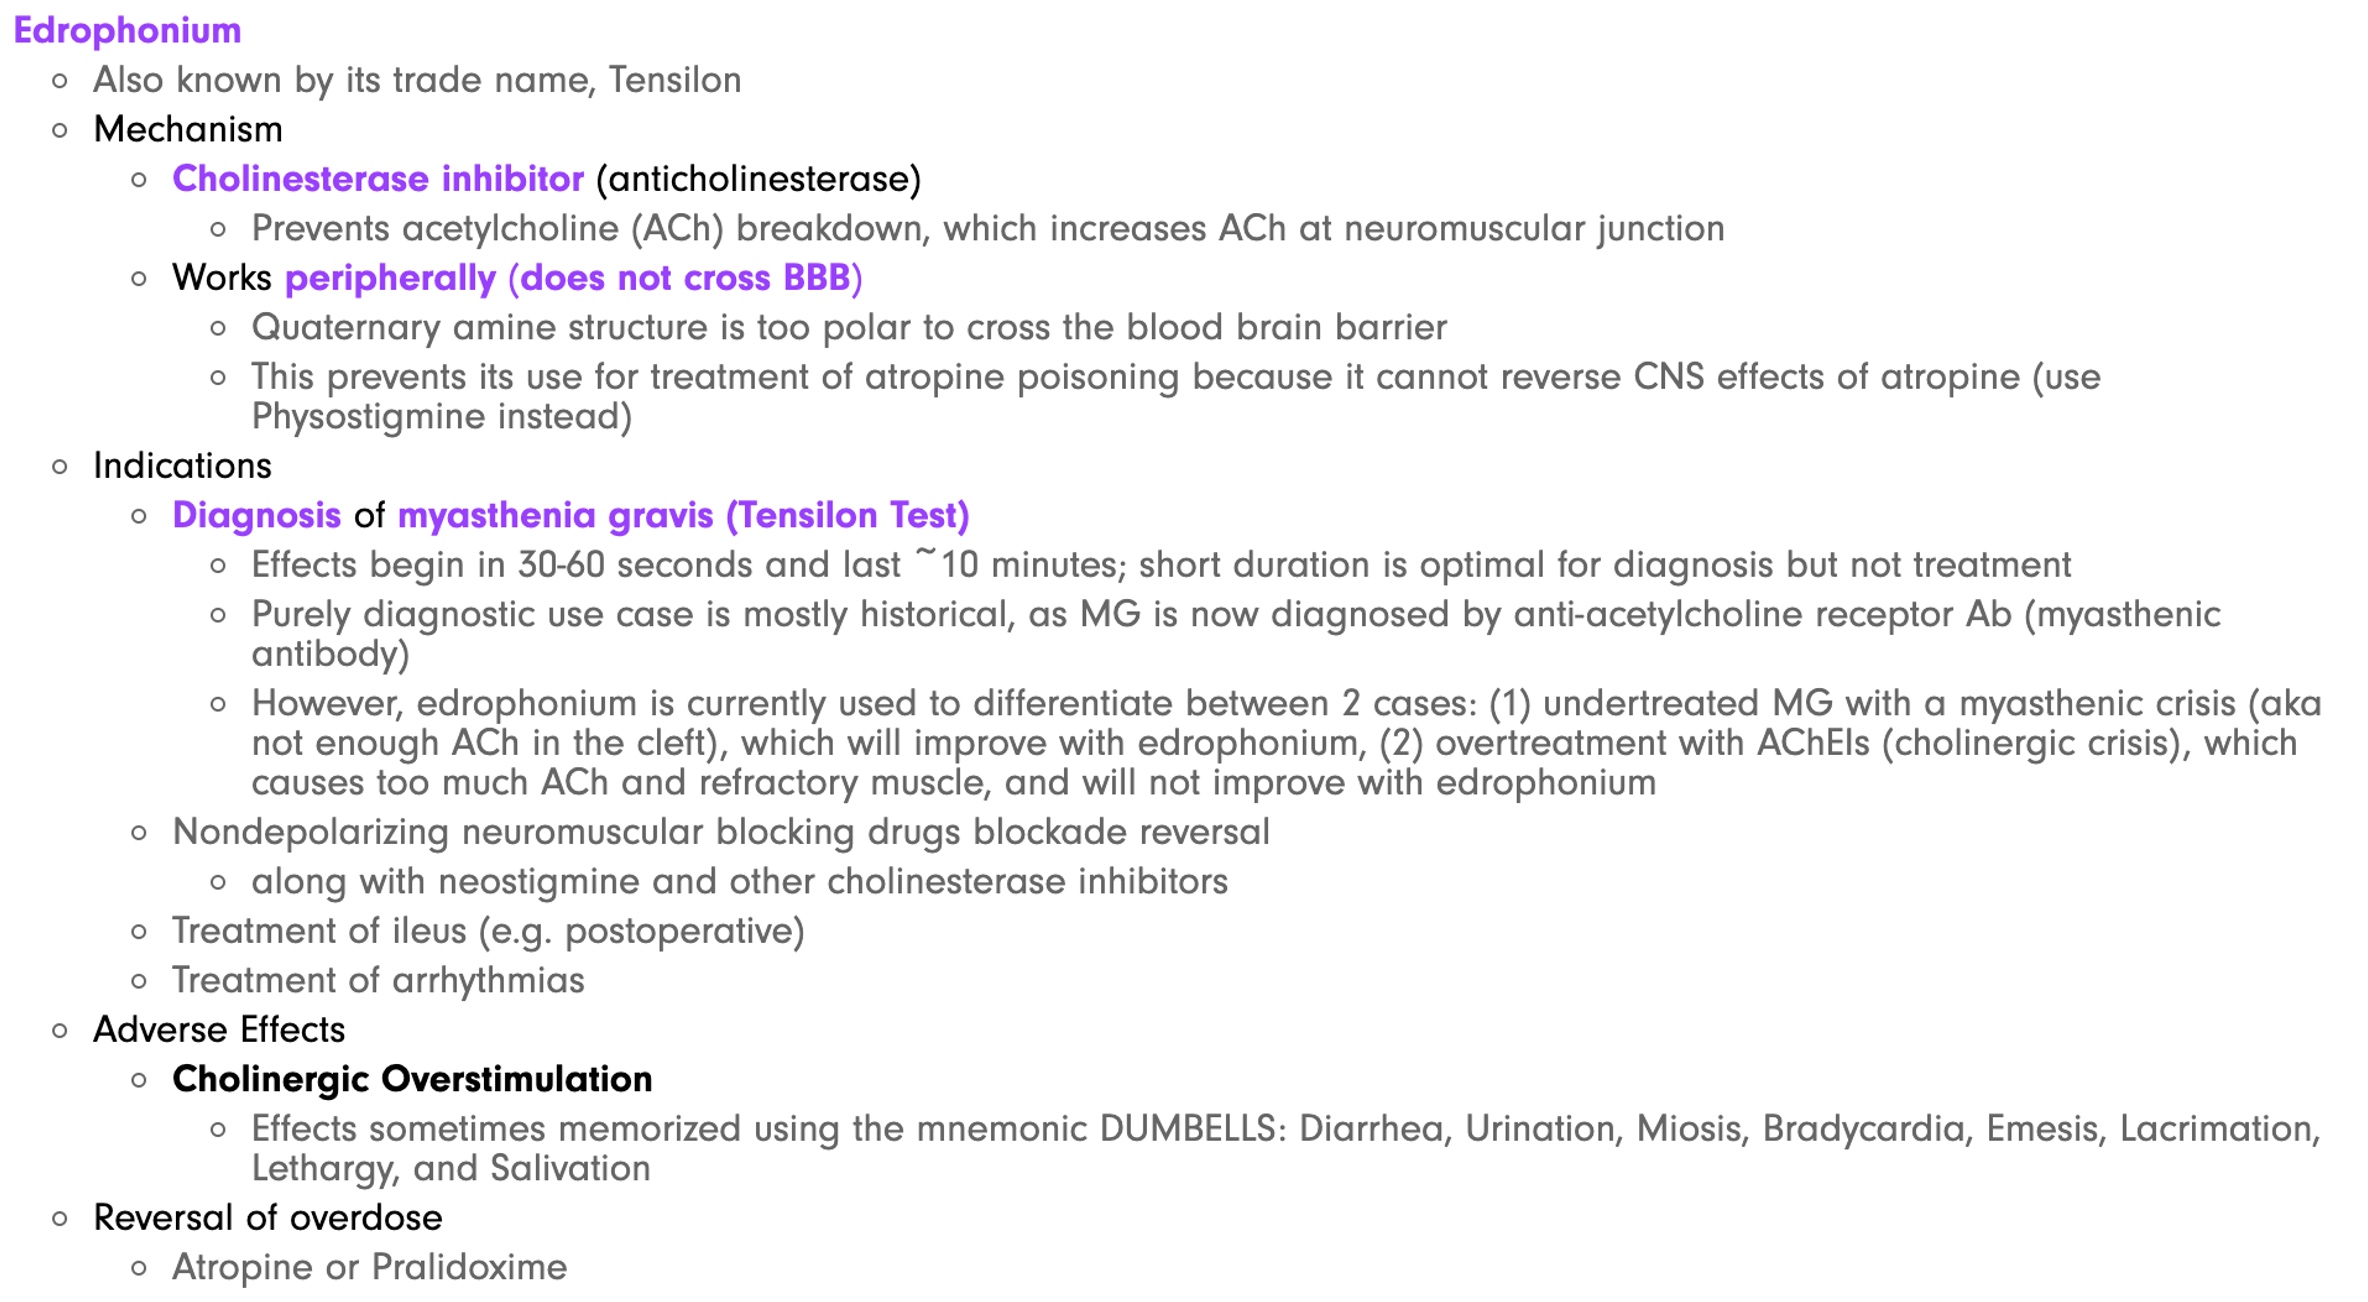 Edrophonium
Also known by its trade name, Tensilon
Mechanism
Cholinesterase inhibitor (anticholinesterase)
Prevents acetylcholine (ACh) breakdown, which increases ACh at neuromuscular junction
Works peripherally (does not cross BBB)
Quaternary amine structure is too polar to cross the blood brain barrier
This prevents its use for treatment of atropine poisoning because it cannot reverse CNS effects of atropine (use
Physostigmine instead)
Indications
Diagnosis of myasthenia gravis (Tensilon Test)
Effects begin in 30-60 seconds and last ~10 minutes; short duration is optimal for diagnosis but not treatment
Purely diagnostic use case is mostly historical, as MG is now diagnosed by anti-acetylcholine receptor Ab (myasthenic
antibody)
However, edrophonium is currently used to differentiate between 2 cases: (1) undertreated MG with a myasthenic crisis (aka
not enough ACh in the cleft), which will improve with edrophonium, (2) overtreatment with AChEIs (cholinergic crisis), which
causes too much ACh and refractory muscle, and will not improve with edrophonium
Nondepolarizing neuromuscular blocking drugs blockade reversal
along with neostigmine and other cholinesterase inhibitors
Treatment of ileus (e.g. postoperative)
Treatment of arrhythmias
Adverse Effects
Cholinergic Overstimulation
Effects sometimes memorized using the mnemonic DUMBELLS: Diarrhea, Urination, Miosis, Bradycardia, Emesis, Lacrimation,
Lethargy, and Salivation
Reversal of overdose
Atropine or Pralidoxime